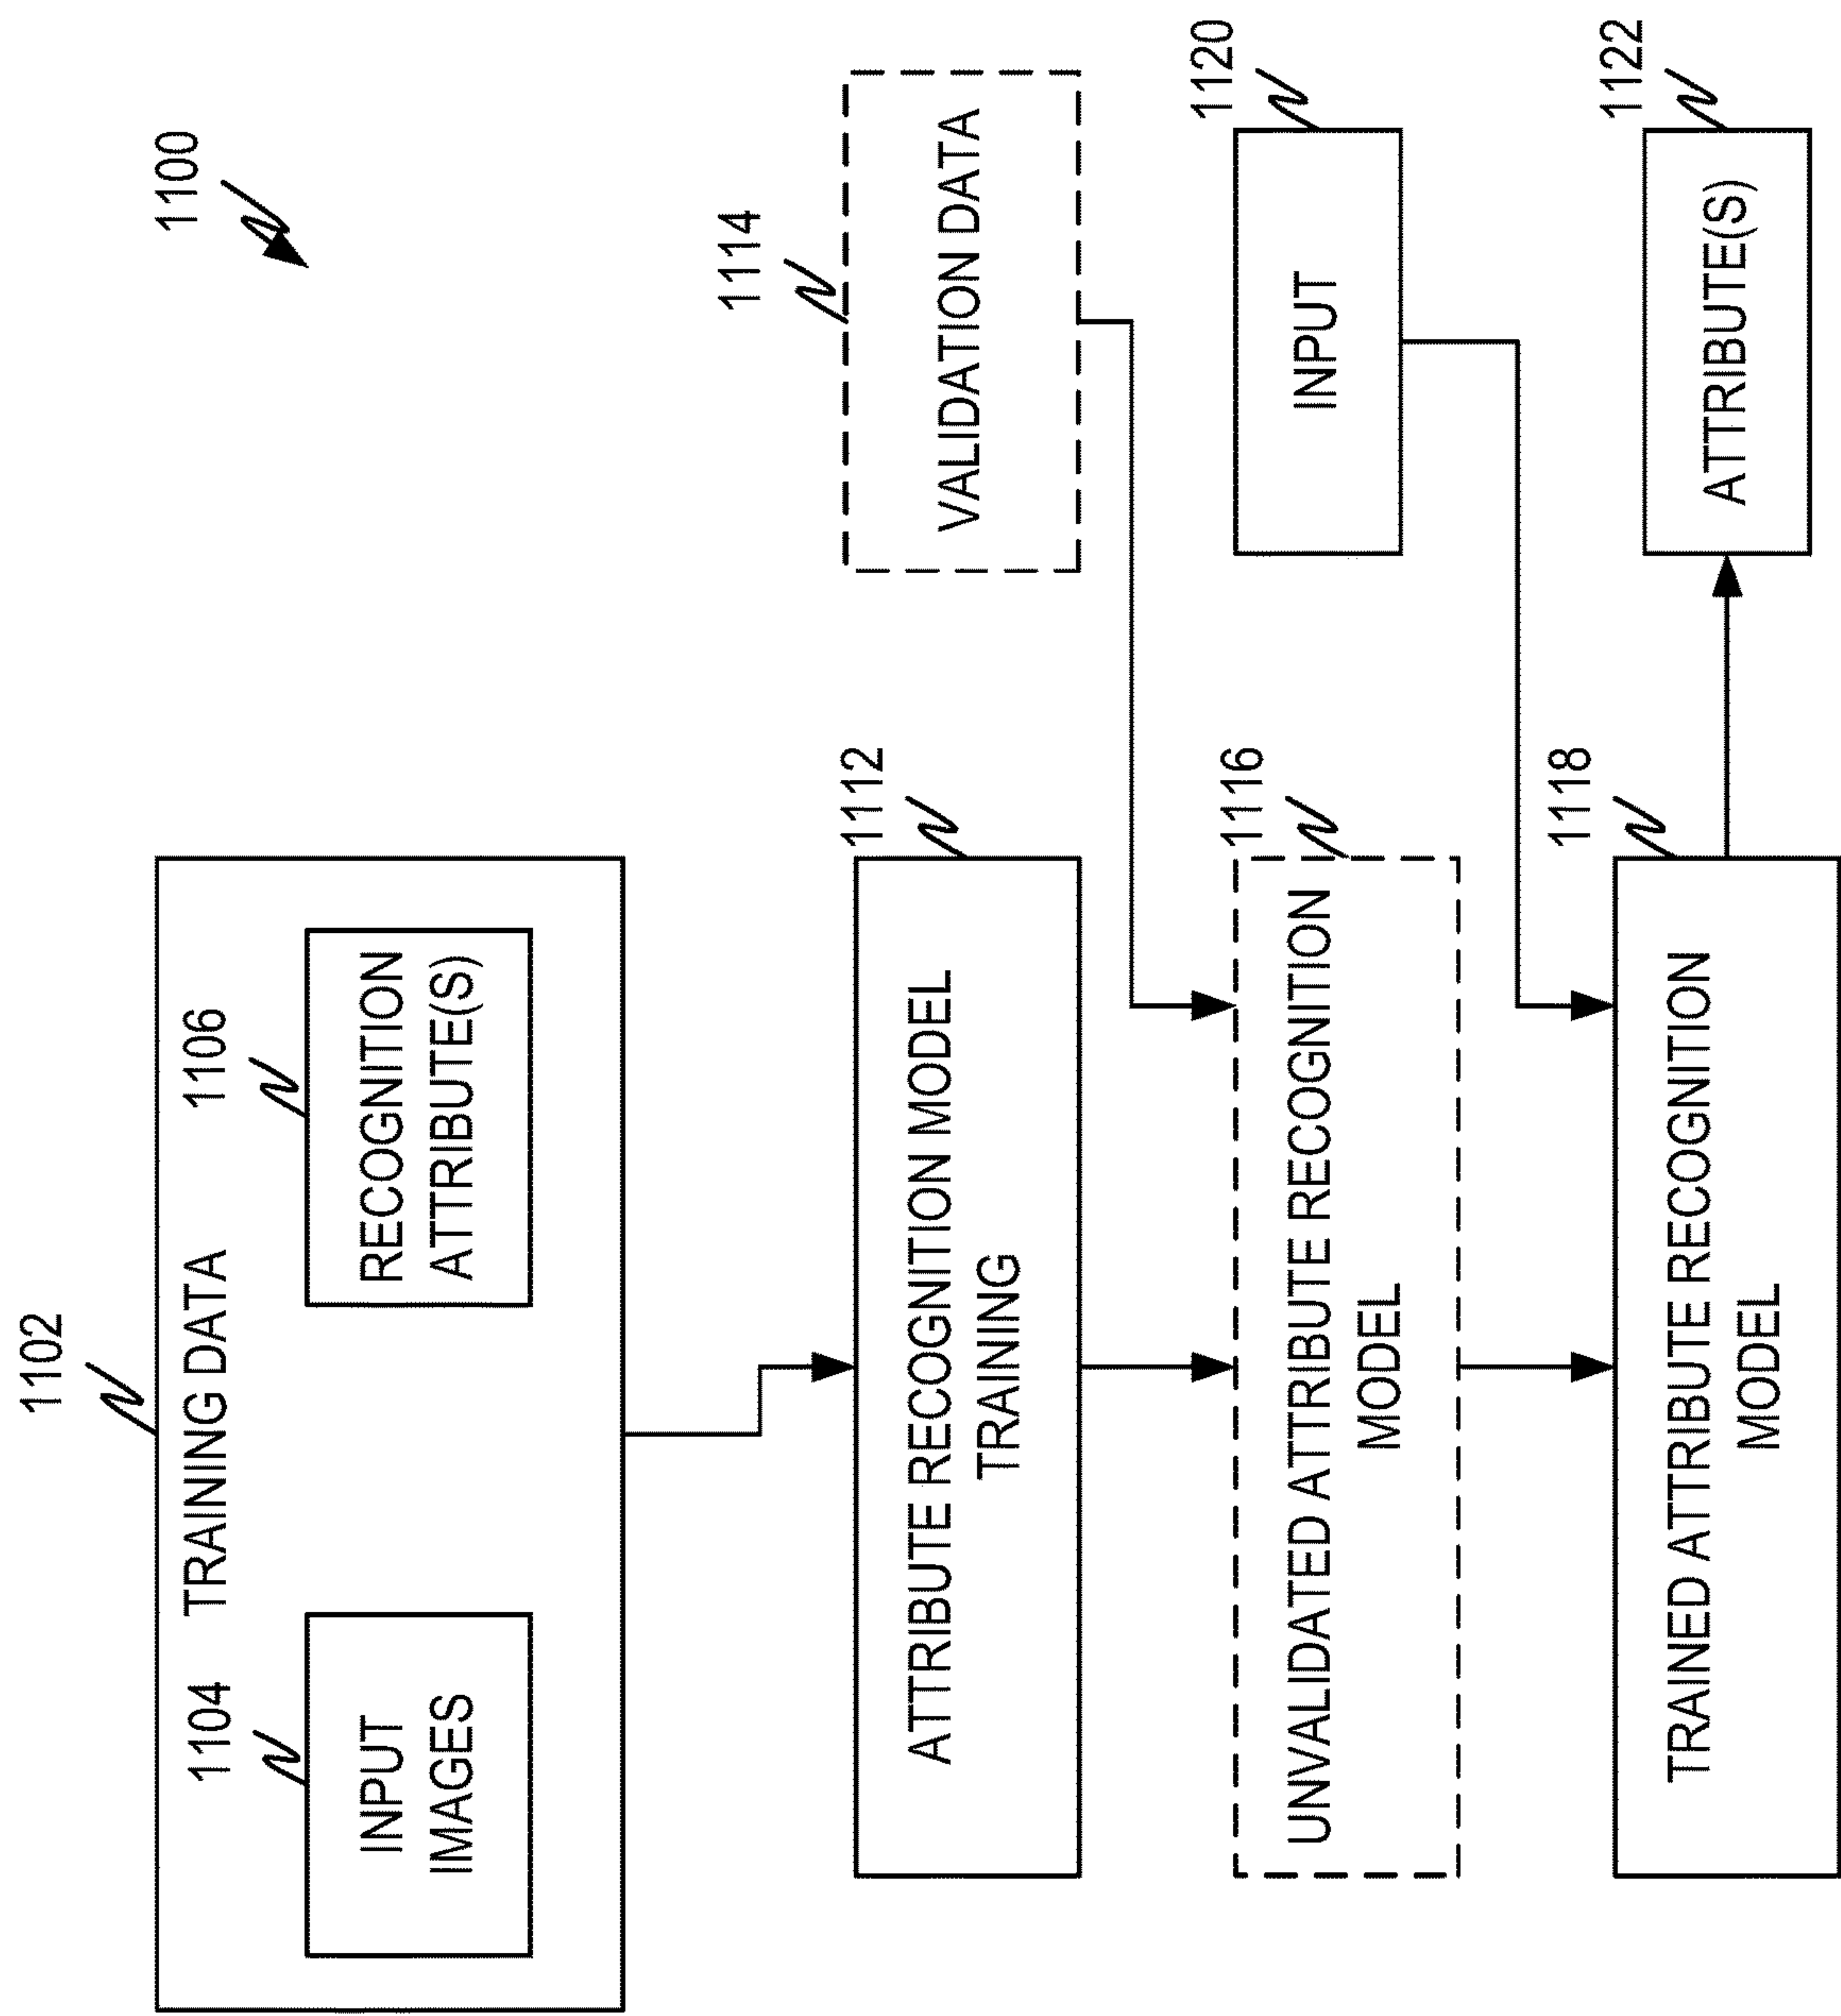 1100
1102
TRAINING DATA
1104
INPUT
IMAGES
1106
RECOGNITION
ATTRIBUTE(S)
1112
ATTRIBUTE RECOGNITION MODEL
TRAINING
1114
VALIDATION DATA
1116
UNVALIDATED ATTRIBUTE RECOGNITION
MODEL
1120
INPUT
1118
TRAINED ATTRIBUTE RECOGNITION
MODEL
1122
ATTRIBUTE(S)